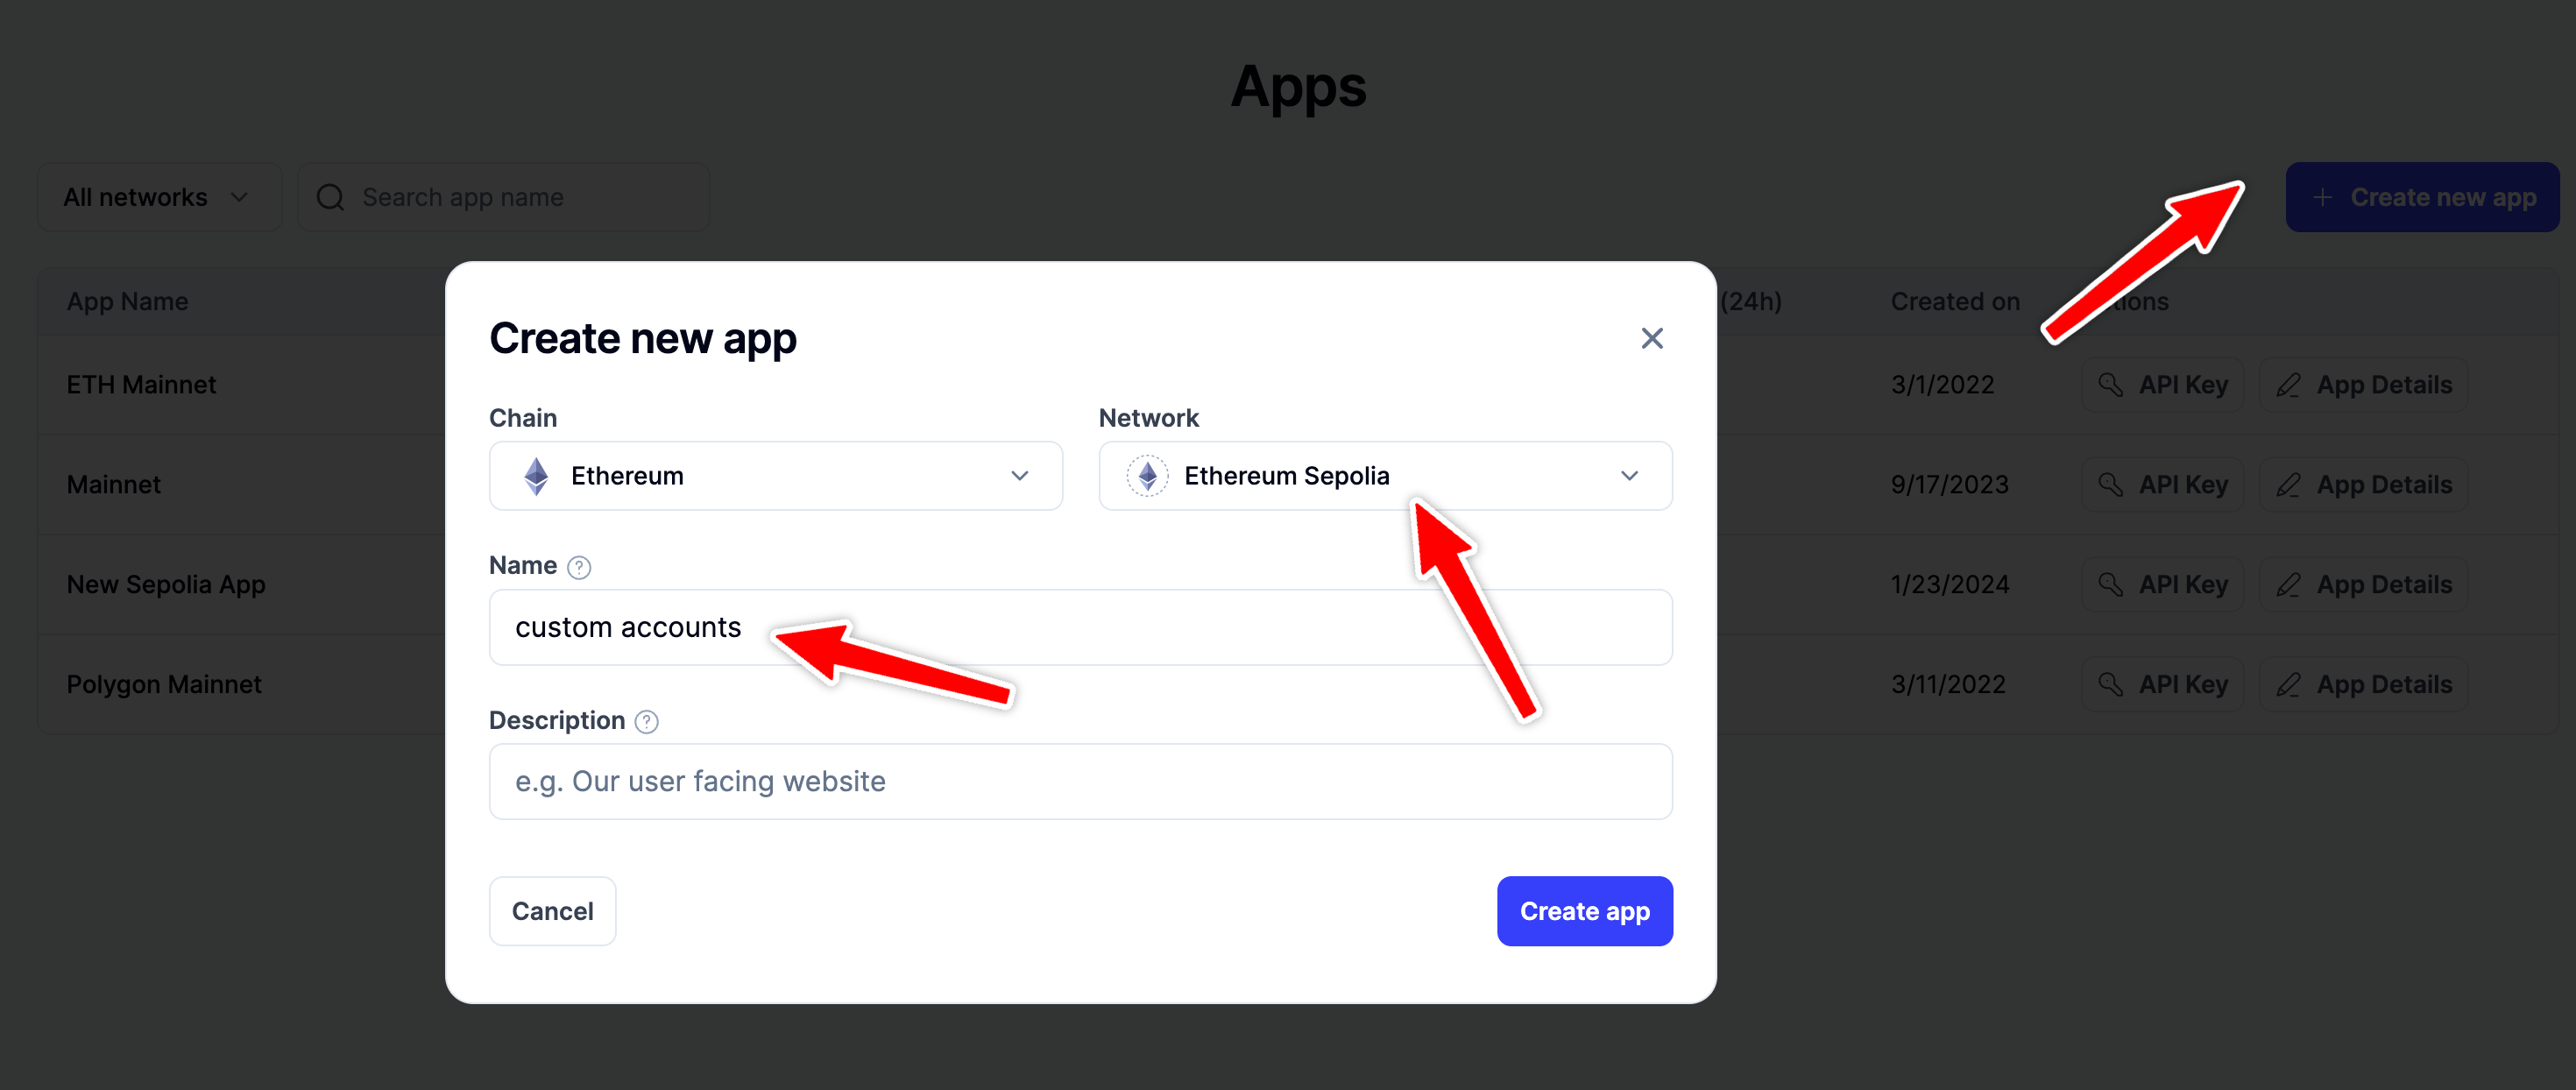 Apps
All networks
Search app name
Create new app
App Name
(24h)
Created on
ETH Mainnet
3/1/2022
API Key
App Details
Mainnet
9/17/2023
API Key
App Details
New Sepolia App
1/23/2024
API Key
App Details
Polygon Mainnet
3/11/2022
API Key
App Details
Create new app
Chain
Network
Ethereum
Ethereum Sepolia
Name
custom accounts
Description
e.g. Our user facing website
Cancel
Create app